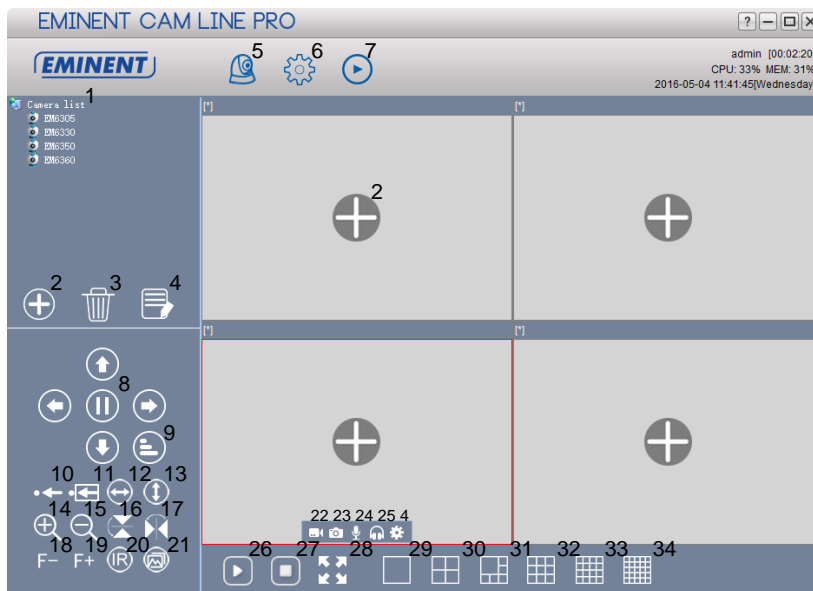 EMINENT CAM LINE PRO
?
EMINENT
5 6 7
admin [00:02:20
CPU: 33% MEM: 31%
2016-05-04 11:41:45[Wednesday
Camera list 1
EM6305
EM6330
EM6350
EM6360
[*] [*]
2
2 3 4
[*] [*]
8
9
10 11 12 13
14 15 16 17
18 19 20 21
F- F+ IR
22 23 24 25 4
26 27 28 29 30 31 32 33 34